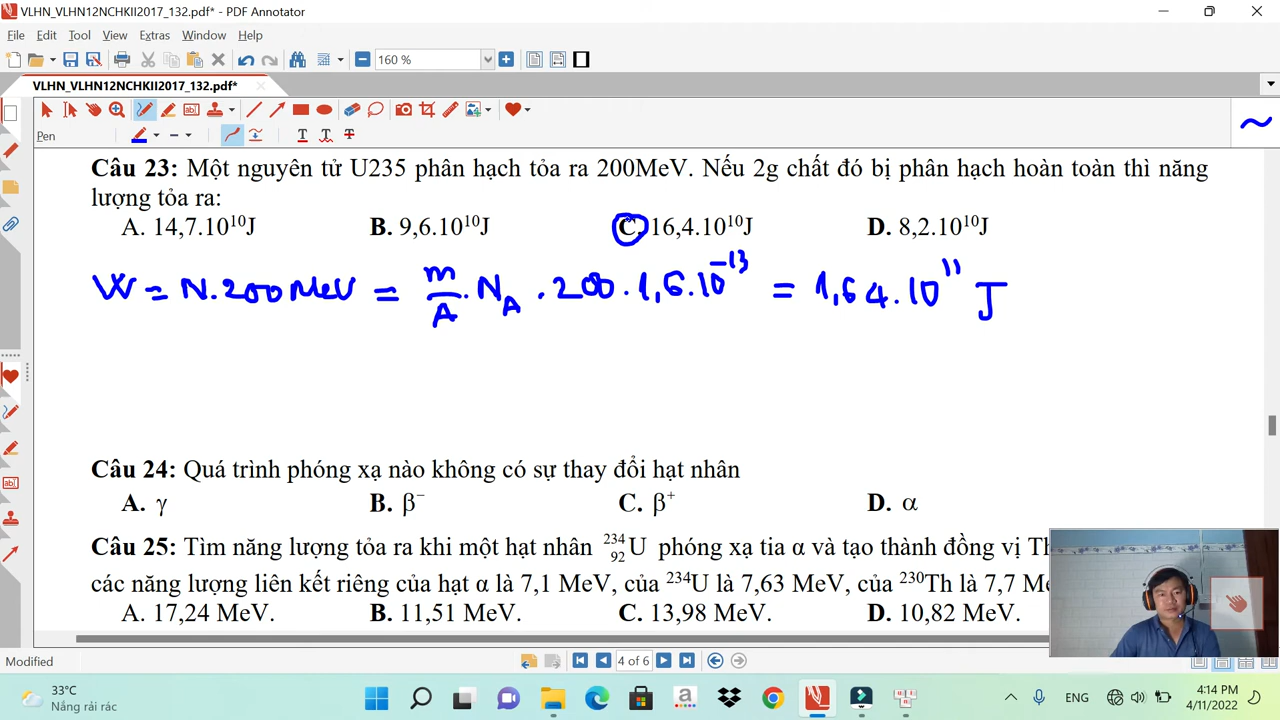 VLHN_VLHN12NCHKII2017_132.pdf* - PDF Annotator
File Edit Tool View Extras Window Help
160 %
VLHN_VLHN12NCHKII2017_132.pdf*
Pen
Câu 23: Một nguyên tử U235 phân hạch tỏa ra 200MeV. Nếu 2g chất đó bị phân hạch hoàn toàn thì năng
lượng tỏa ra:
A. 14,7.10¹⁰J B. 9,6.10¹⁰J C. 16,4.10¹⁰J D. 8,2.10¹⁰J
W = N.200MeV = m/A . N_A . 200 . 1,6.10⁻¹³ = 1,64.10¹¹ J
Câu 24: Quá trình phóng xạ nào không có sự thay đổi hạt nhân
A. γ B. β⁻ C. β⁺ D. α
Câu 25: Tìm năng lượng tỏa ra khi một hạt nhân ²³⁴₉₂U phóng xạ tia α và tạo thành đồng vị
các năng lượng liên kết riêng của hạt α là 7,1 MeV, của ²³⁴U là 7,63 MeV, của ²³⁰Th là 7,7
A. 17,24 MeV. B. 11,51 MeV. C. 13,98 MeV. D. 10,82 MeV.
Modified 4 of 6
33°C
Nắng rải rác
ENG
4:14 PM
4/11/2022